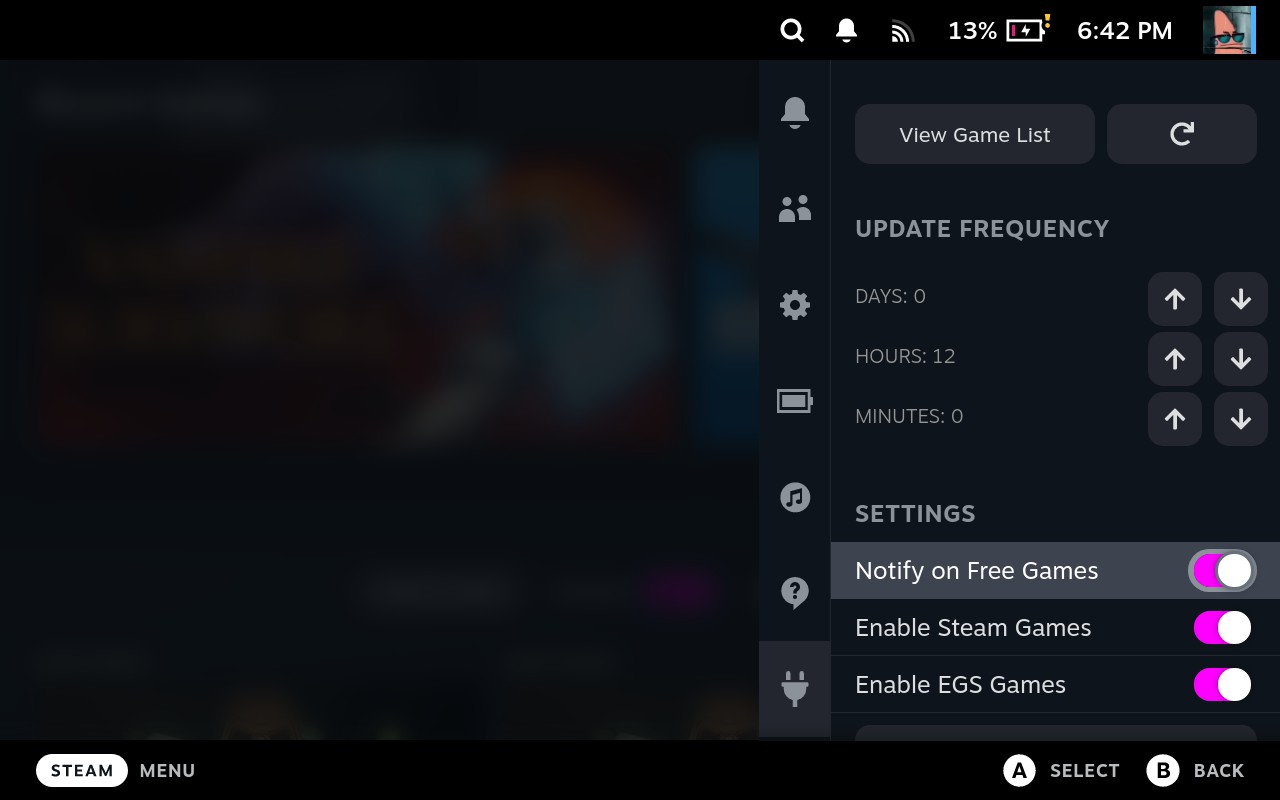 13%
6:42 PM
View Game List
UPDATE FREQUENCY
DAYS: 0
HOURS: 12
MINUTES: 0
SETTINGS
Notify on Free Games
Enable Steam Games
Enable EGS Games
STEAM MENU
A SELECT B BACK